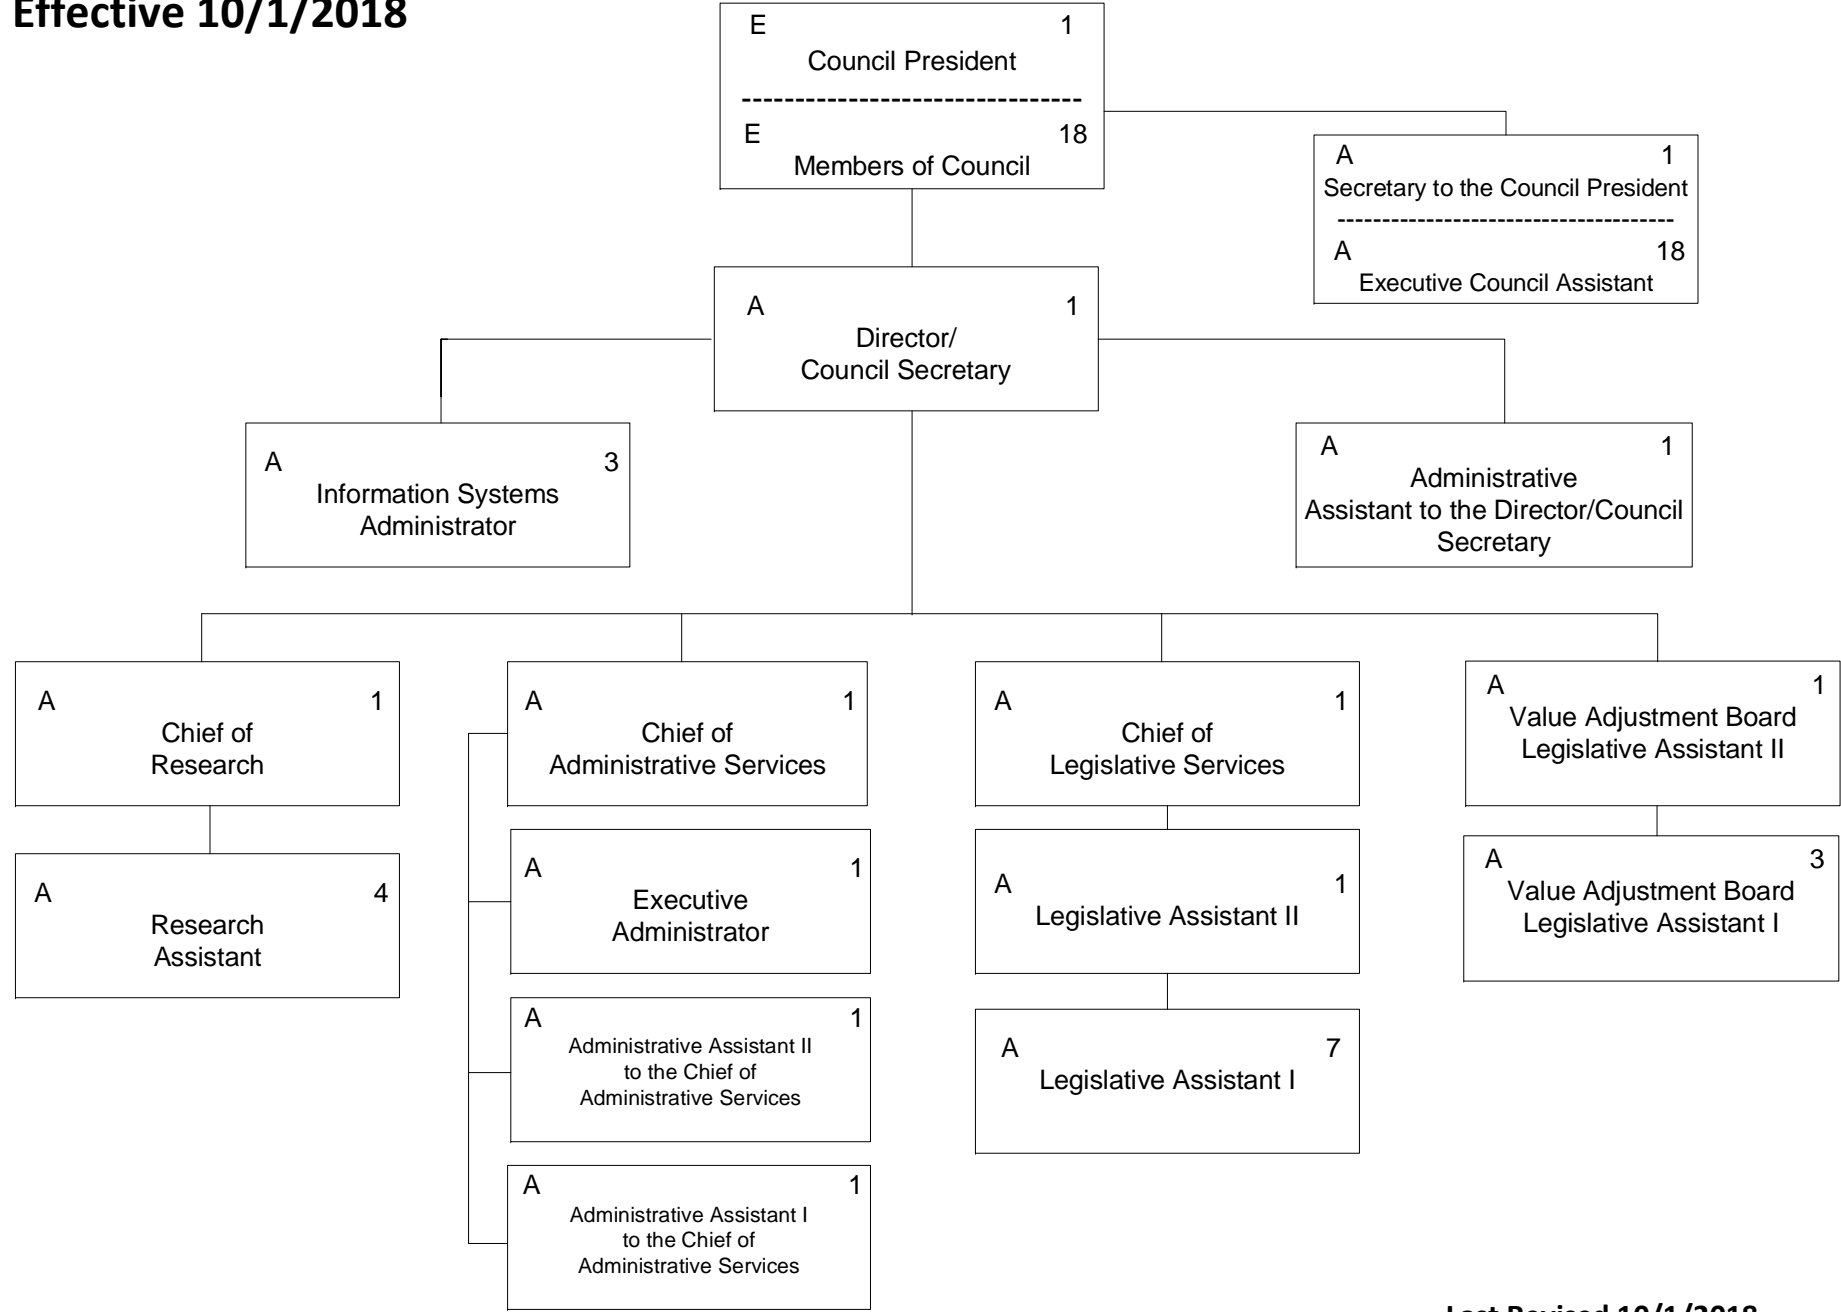 Effective 10/1/2018
E 1
Council President
--------------------------------
E 18
Members of Council
A 1
Secretary to the Council President
-------------------------------------
A 18
Executive Council Assistant
A 1
Director/
Council Secretary
A 3
Information Systems
Administrator
A 1
Administrative
Assistant to the Director/Council
Secretary
A 1
Chief of
Research
A 4
Research
Assistant
A 1
Chief of
Administrative Services
A 1
Executive
Administrator
A 1
Administrative Assistant II
to the Chief of
Administrative Services
A 1
Administrative Assistant I
to the Chief of
Administrative Services
A 1
Chief of
Legislative Services
A 1
Legislative Assistant II
A 7
Legislative Assistant I
A 1
Value Adjustment Board
Legislative Assistant II
A 3
Value Adjustment Board
Legislative Assistant I
Last Revised 10/1/2018